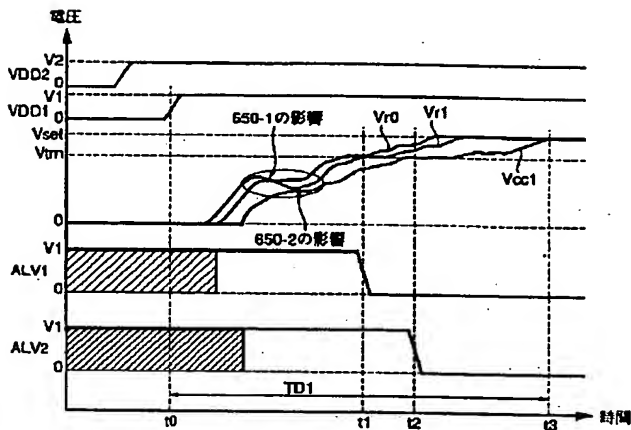 電圧
V2
VDD2
0
V1
VDD1
0
Vset
Vtrn
650-1の影響
Vr0
Vr1
Vcc1
0
650-2の影響
V1
ALV1
0
V1
ALV2
0
TD1
t0
t1
t2
t3
時間